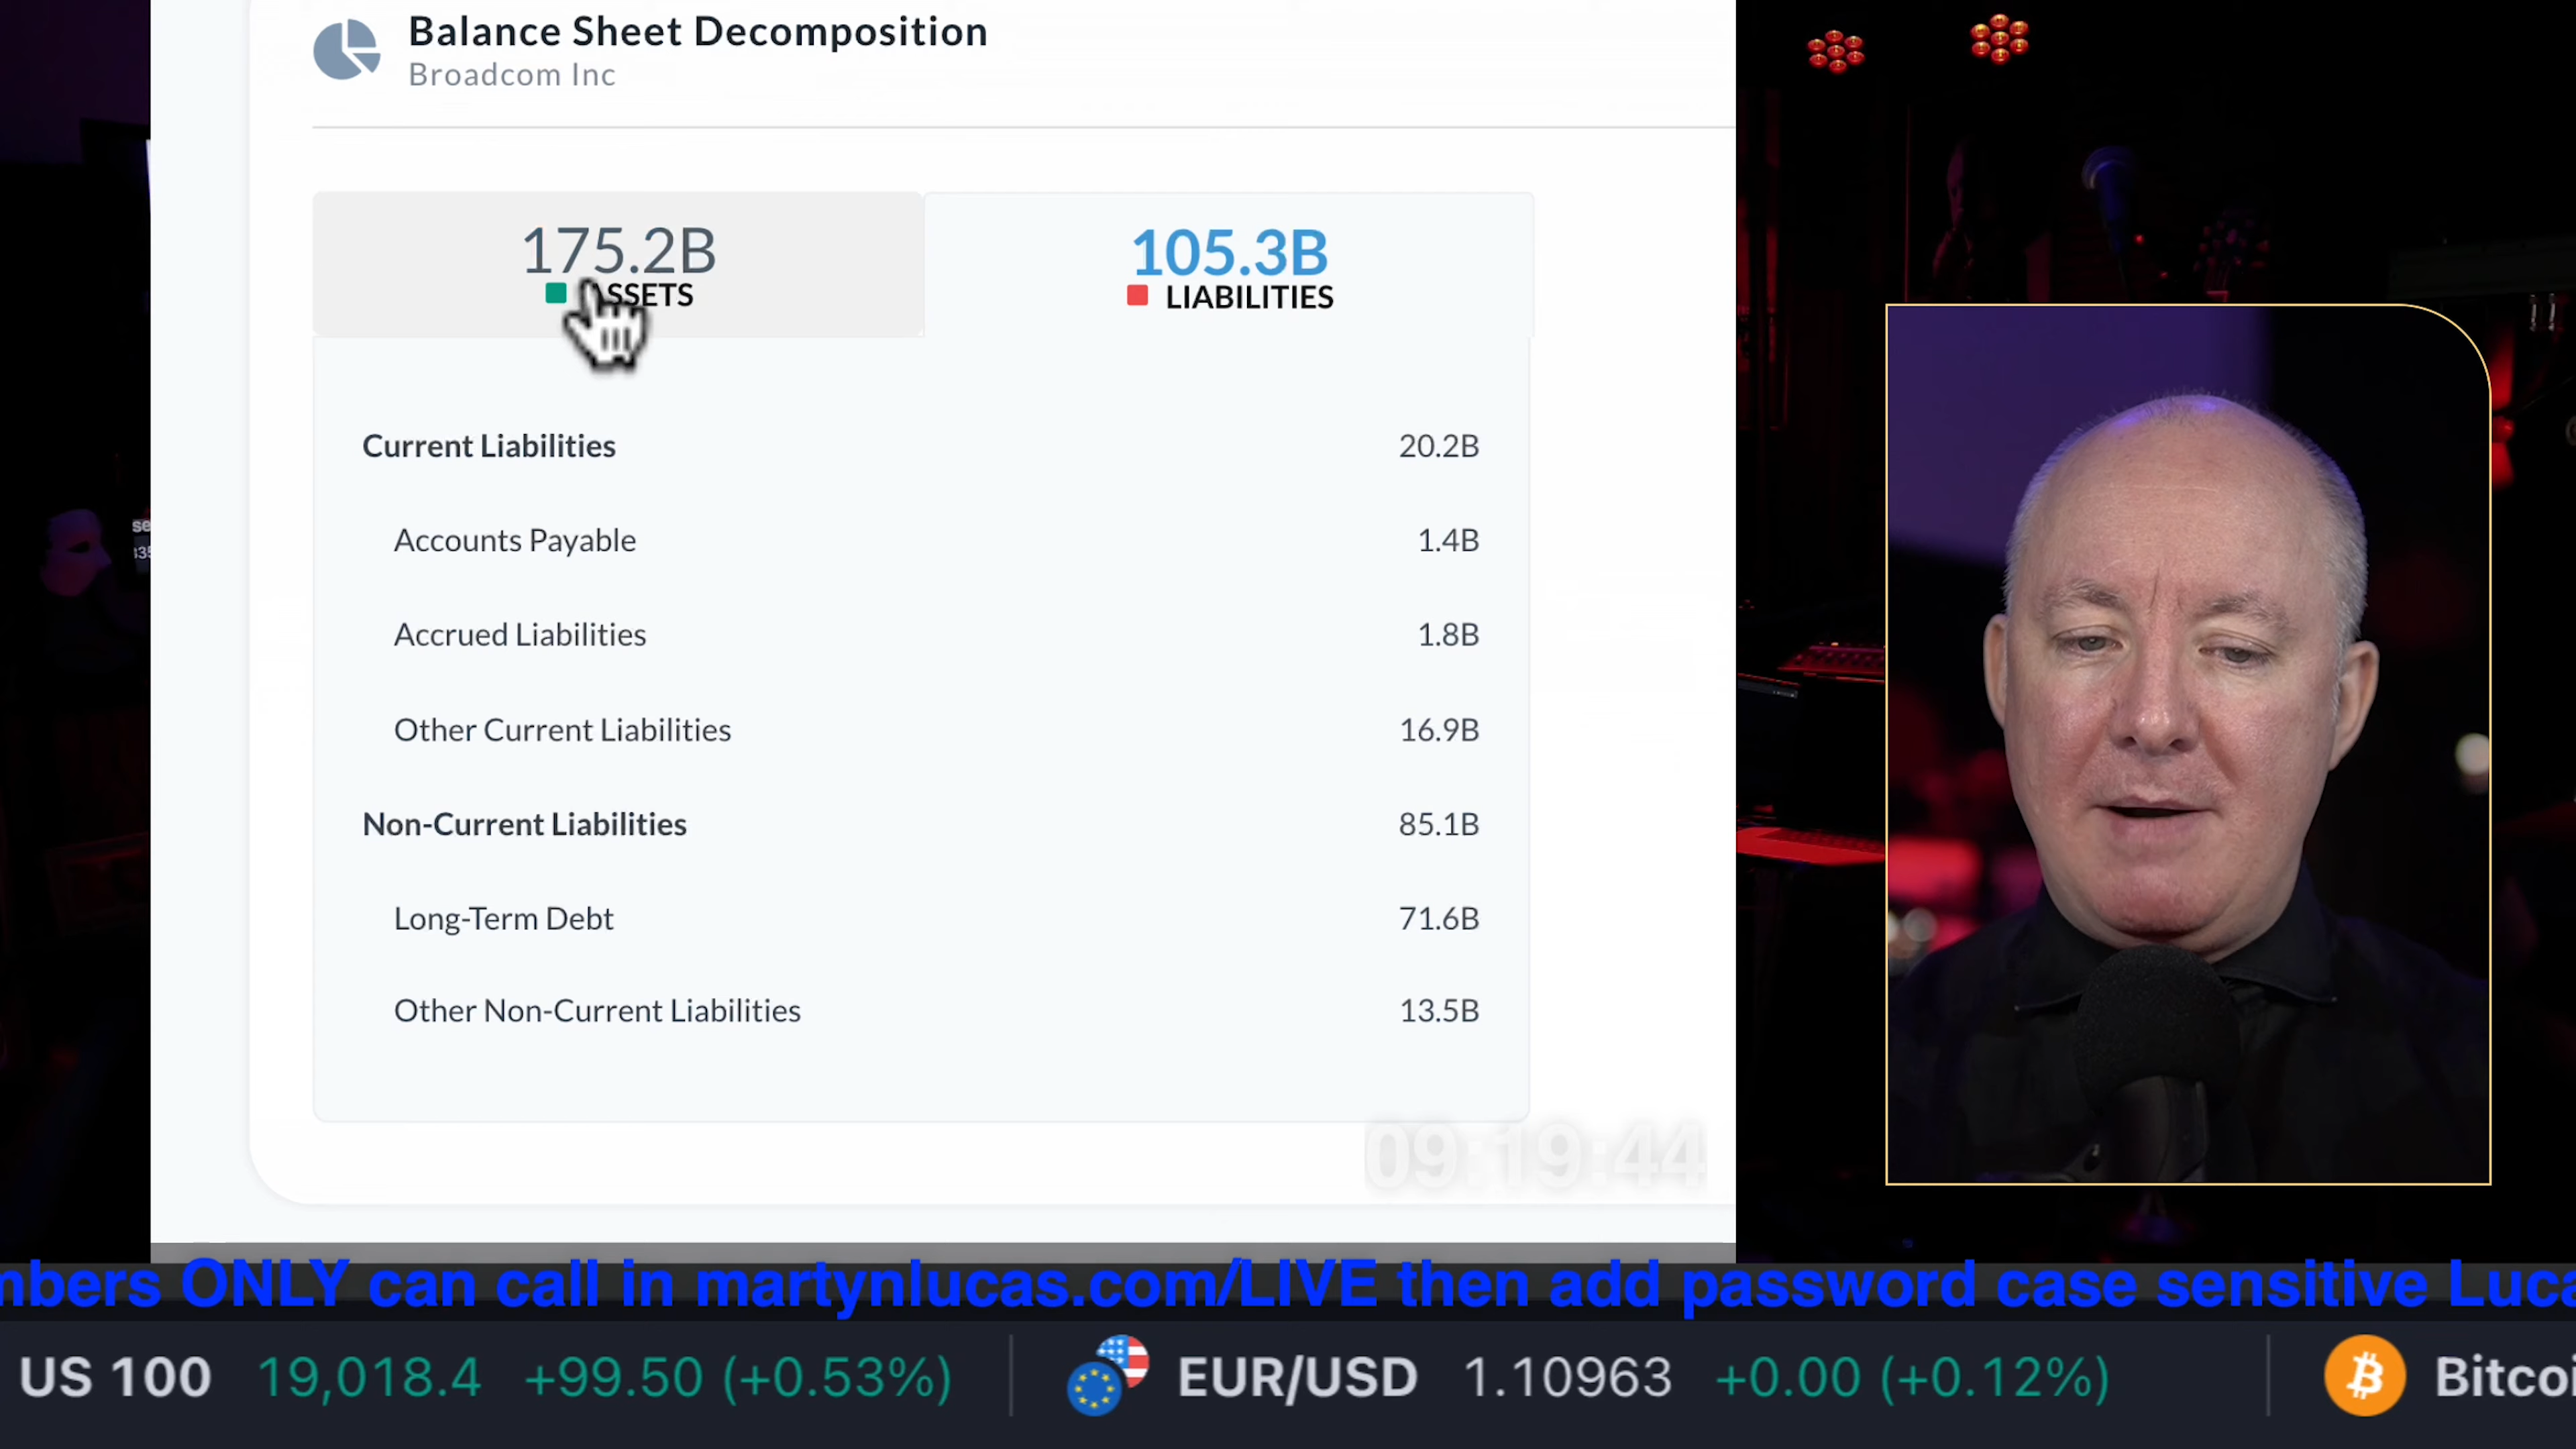 Balance Sheet Decomposition
Broadcom Inc
175.2B
ASSETS
105.3B
LIABILITIES
Current Liabilities 20.2B
Accounts Payable 1.4B
Accrued Liabilities 1.8B
Other Current Liabilities 16.9B
Non-Current Liabilities 85.1B
Long-Term Debt 71.6B
Other Non-Current Liabilities 13.5B
09:19:44
mbers ONLY can call in martynlucas.com/LIVE then add password case sensitive Luca
US 100 19,018.4 +99.50 (+0.53%) EUR/USD 1.10963 +0.00 (+0.12%) Bitcoi